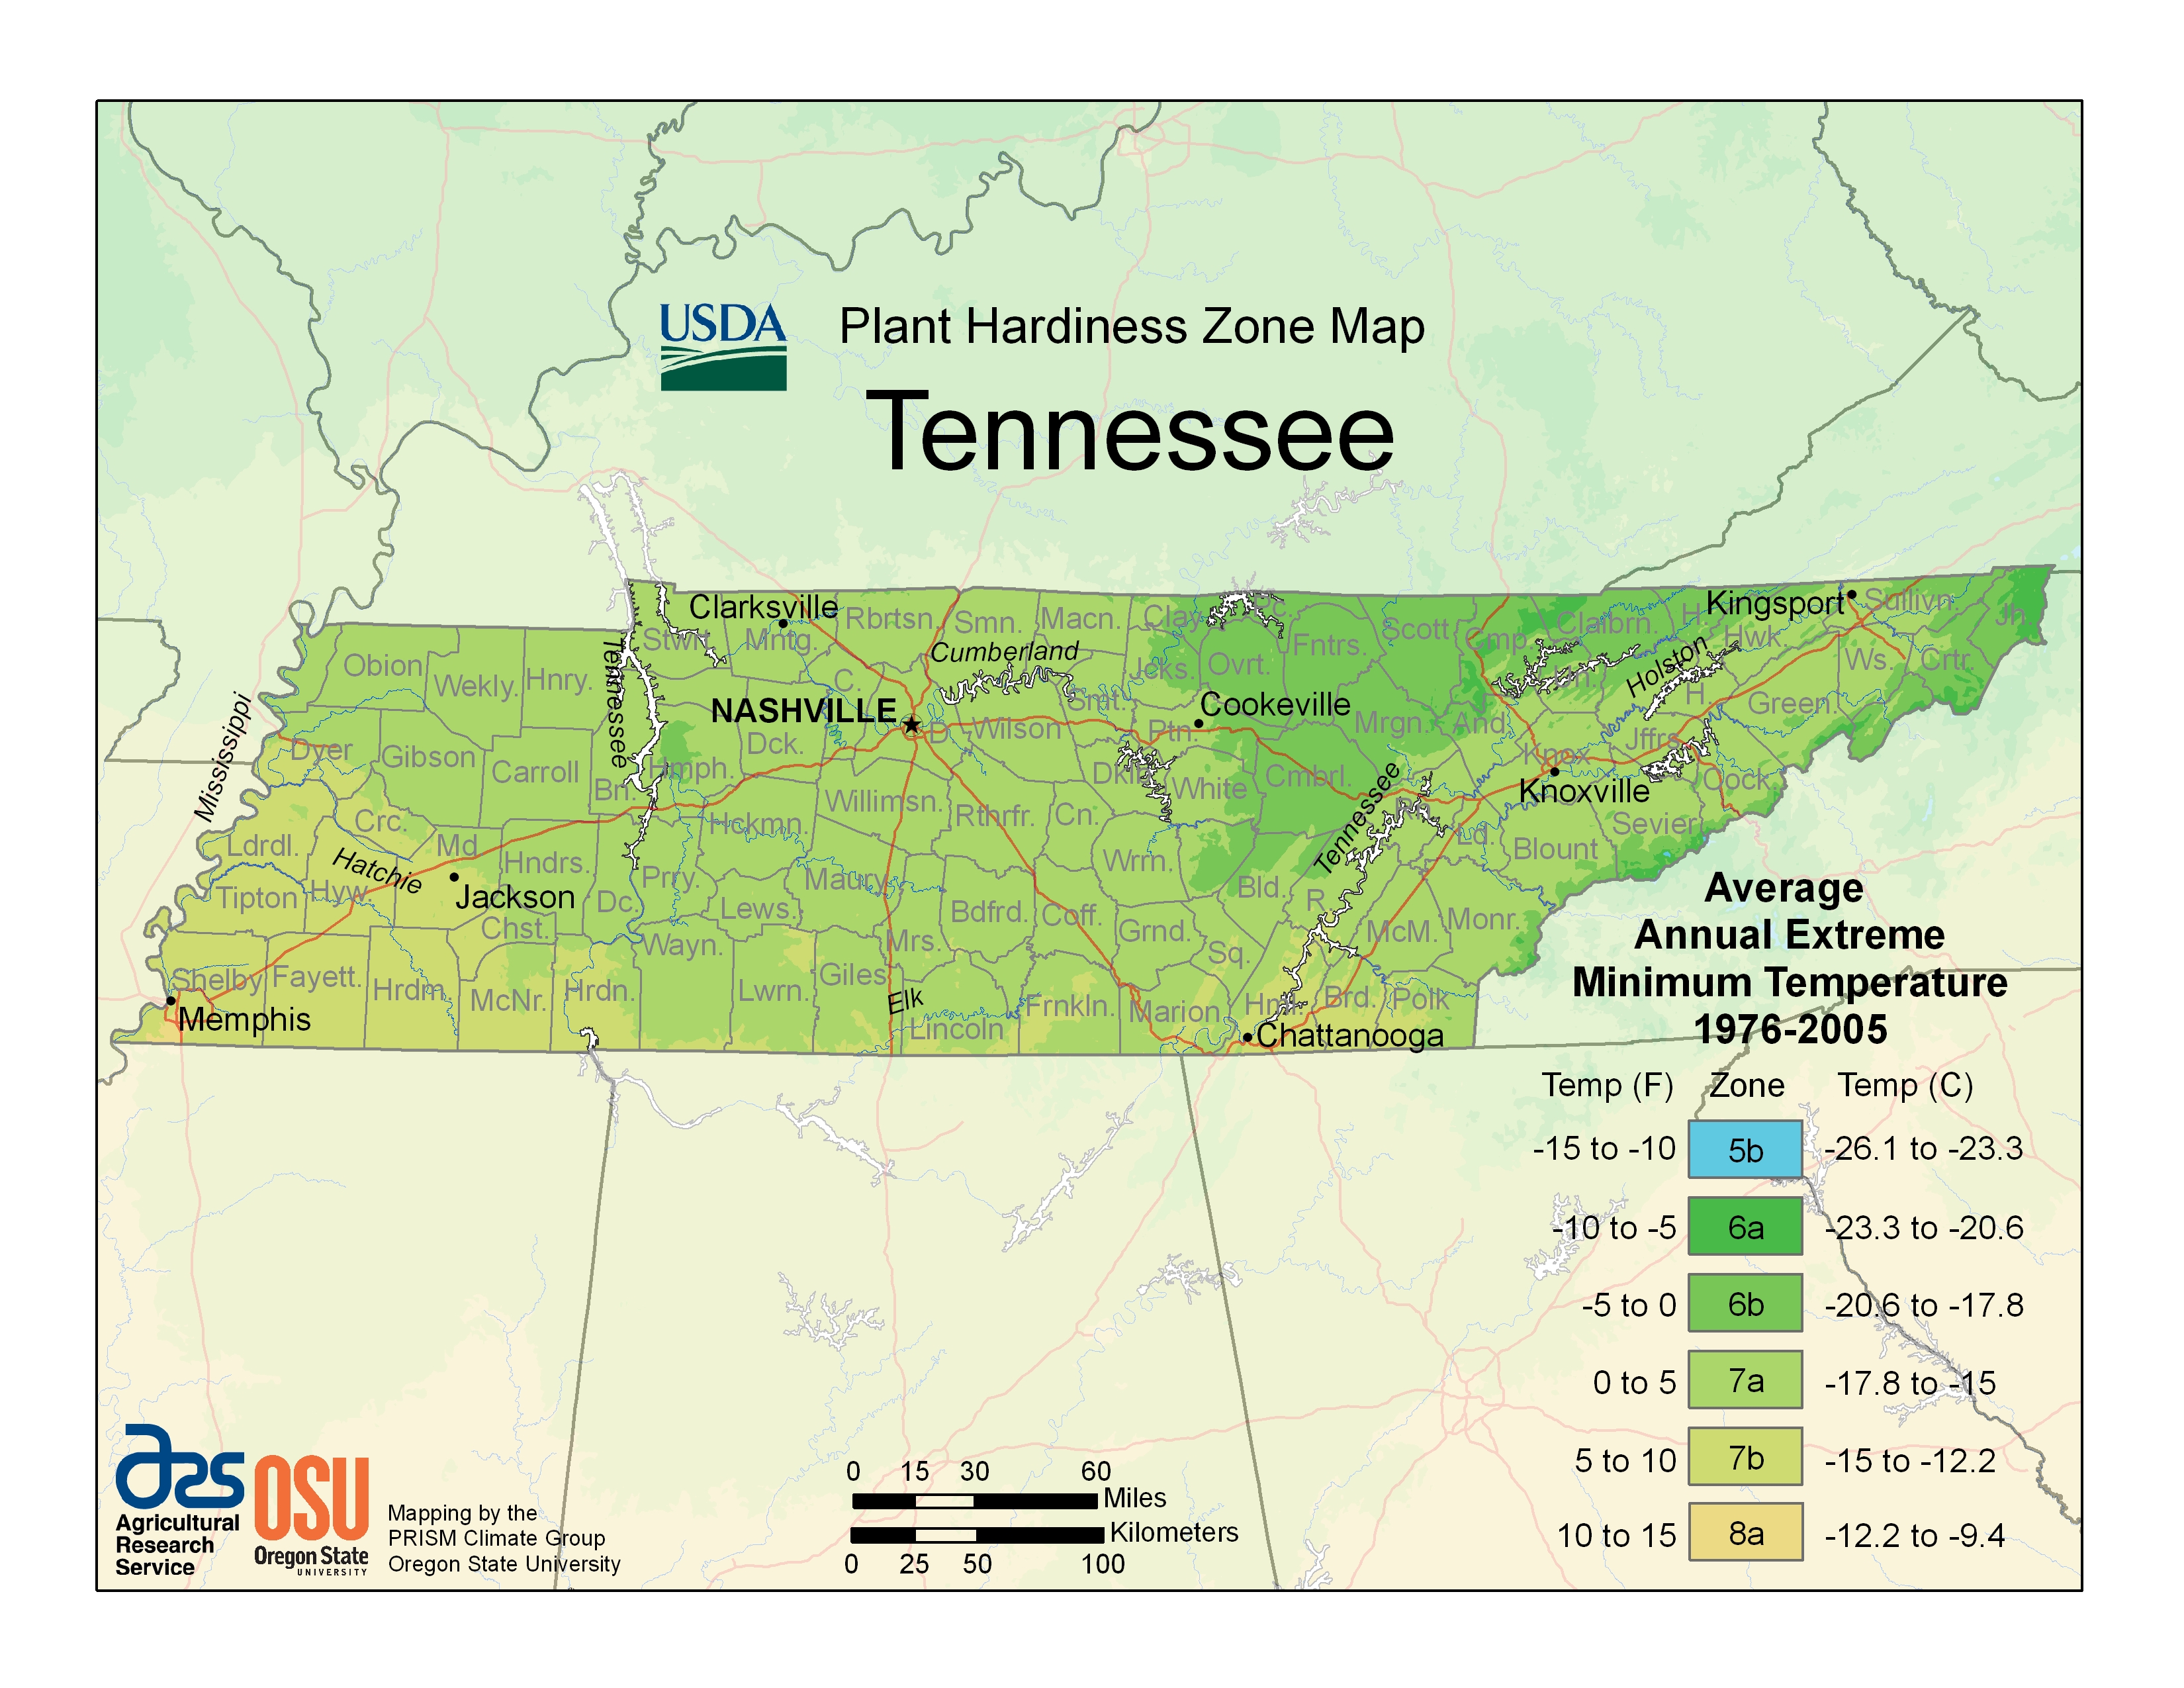 USDA
Plant Hardiness Zone Map
Tennessee
Clarksville
Kingsport
Sullivn.
Jh.
Rbrtsn.
Smn.
Macn.
Clay
Pc.
Stwrt
Mntg.
Fntrs.
Scott
Cmp.
Claibrn.
H.
Hwk.
Obion
Wekly.
Hnry.
Tennessee
Cumberland
Jcks.
Ovrt.
Holston
Ws.
Crtr.
C.
Smt.
H.
Green.
NASHVILLE
D.
Wilson
Cookeville
Ptn.
Mrgn.
And.
Mississippi
Dyer
Gibson
Carroll
Bn.
Hmph.
Dck.
Jffrs.
Knox
Knoxville
Cock.
Dklb.
White
Cmbrl.
Tennessee
Willimsn.
Rthrfr.
Cn.
Crc.
Hckmn.
Sevier
Ldrdl.
Hatchie
Md
Hndrs.
Wrrn.
Rn.
Ld.
Blount
Tipton
Hyw.
Jackson
Dc.
Prry.
Lews.
Maury
Bld.
R.
Chst.
Wayn.
Mrs.
Bdfrd.
Coff.
Grnd.
Sq.
McM.
Monr.
Shelby
Fayett.
Hrdm.
McNr.
Hrdn.
Lwrn.
Giles
Elk
Lincoln
Frnkln.
Marion
Hml.
Brd.
Polk
Memphis
Chattanooga
Average
Annual Extreme
Minimum Temperature
1976-2005
Temp (F) Zone Temp (C)
-15 to -10 5b -26.1 to -23.3
-10 to -5 6a -23.3 to -20.6
-5 to 0 6b -20.6 to -17.8
0 to 5 7a -17.8 to -15
5 to 10 7b -15 to -12.2
10 to 15 8a -12.2 to -9.4
0 15 30 60
Miles
Kilometers
0 25 50 100
ars
Agricultural
Research
Service
OSU
Oregon State
UNIVERSITY
Mapping by the
PRISM Climate Group
Oregon State University